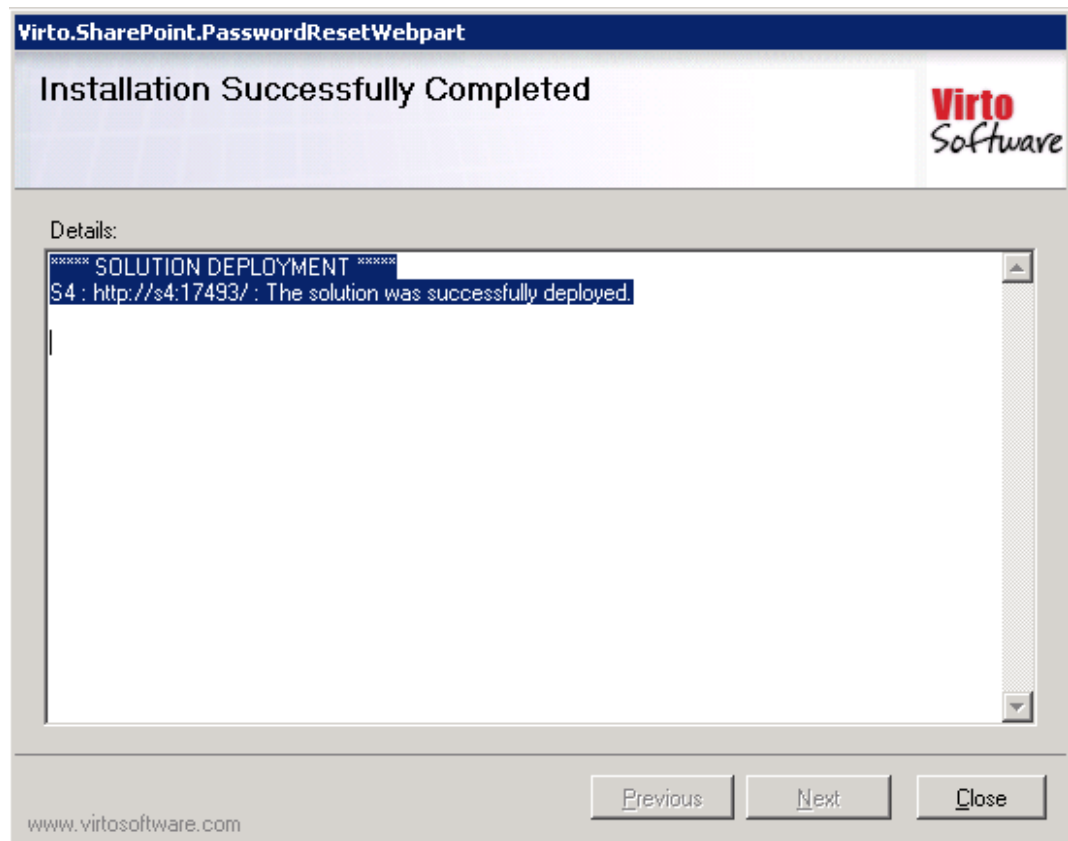 Virto.SharePoint.PasswordResetWebpart
Installation Successfully Completed
Virto
Software
Details:
***** SOLUTION DEPLOYMENT *****
S4 : http://s4:17493/ : The solution was successfully deployed.
Previous
Next
Close
www.virtosoftware.com